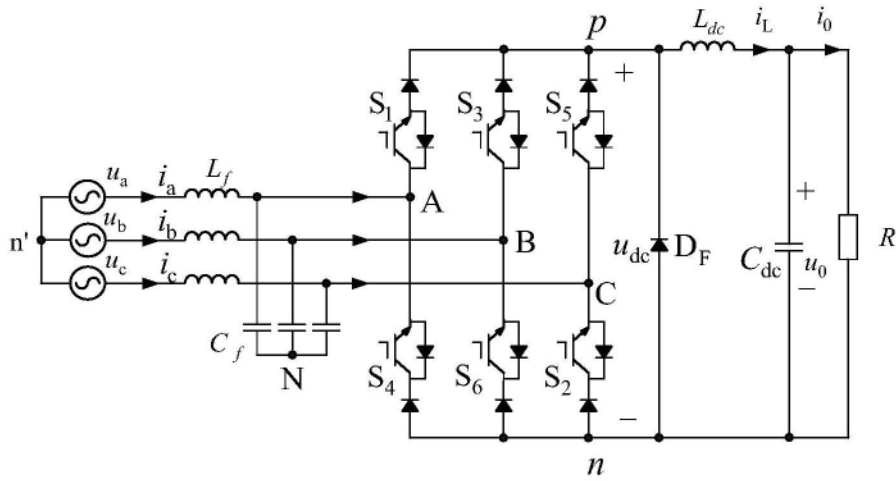 p L_dc i_L i_0
+
S_1 S_3 S_5
u_a i_a L_f
A
n' u_b i_b
B u_dc D_F C_dc + u_0 R
u_c i_c
C −
C_f
N S_4 S_6 S_2
−
n